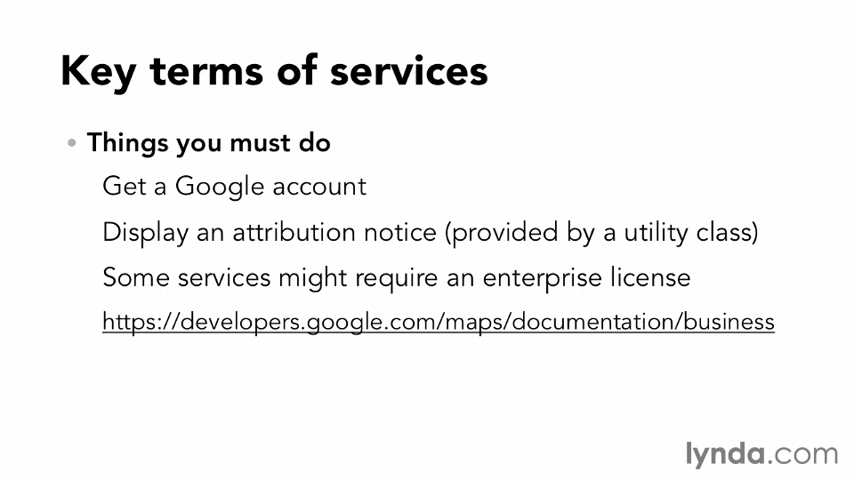 Key terms of services
• Things you must do
Get a Google account
Display an attribution notice (provided by a utility class)
Some services might require an enterprise license
https://developers.google.com/maps/documentation/business
lynda.com